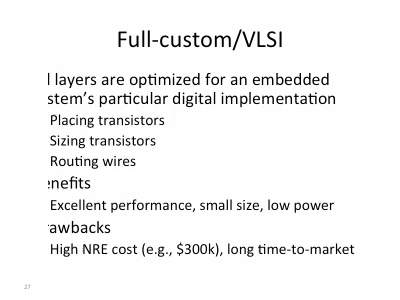 Full-custom/VLSI
l layers are optimized for an embedded
stem's particular digital implementation
Placing transistors
Sizing transistors
Routing wires
enefits
Excellent performance, small size, low power
rawbacks
High NRE cost (e.g., $300k), long time-to-market
27